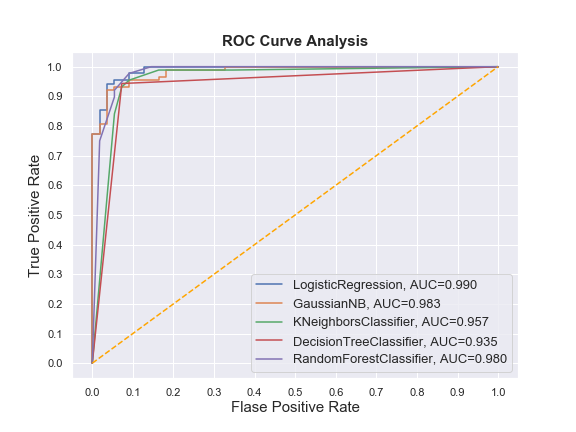 ROC Curve Analysis
True Positive Rate
1.0
0.9
0.8
0.7
0.6
0.5
0.4
0.3
0.2
0.1
0.0
LogisticRegression, AUC=0.990
GaussianNB, AUC=0.983
KNeighborsClassifier, AUC=0.957
DecisionTreeClassifier, AUC=0.935
RandomForestClassifier, AUC=0.980
0.0 0.1 0.2 0.3 0.4 0.5 0.6 0.7 0.8 0.9 1.0
Flase Positive Rate